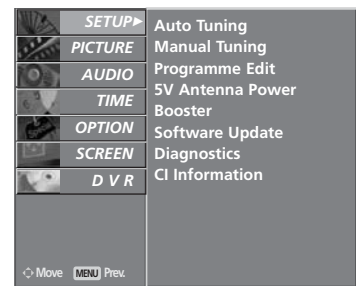 SETUP
PICTURE
AUDIO
TIME
OPTION
SCREEN
D V R
Auto Tuning
Manual Tuning
Programme Edit
5V Antenna Power
Booster
Software Update
Diagnostics
CI Information
Move MENU Prev.